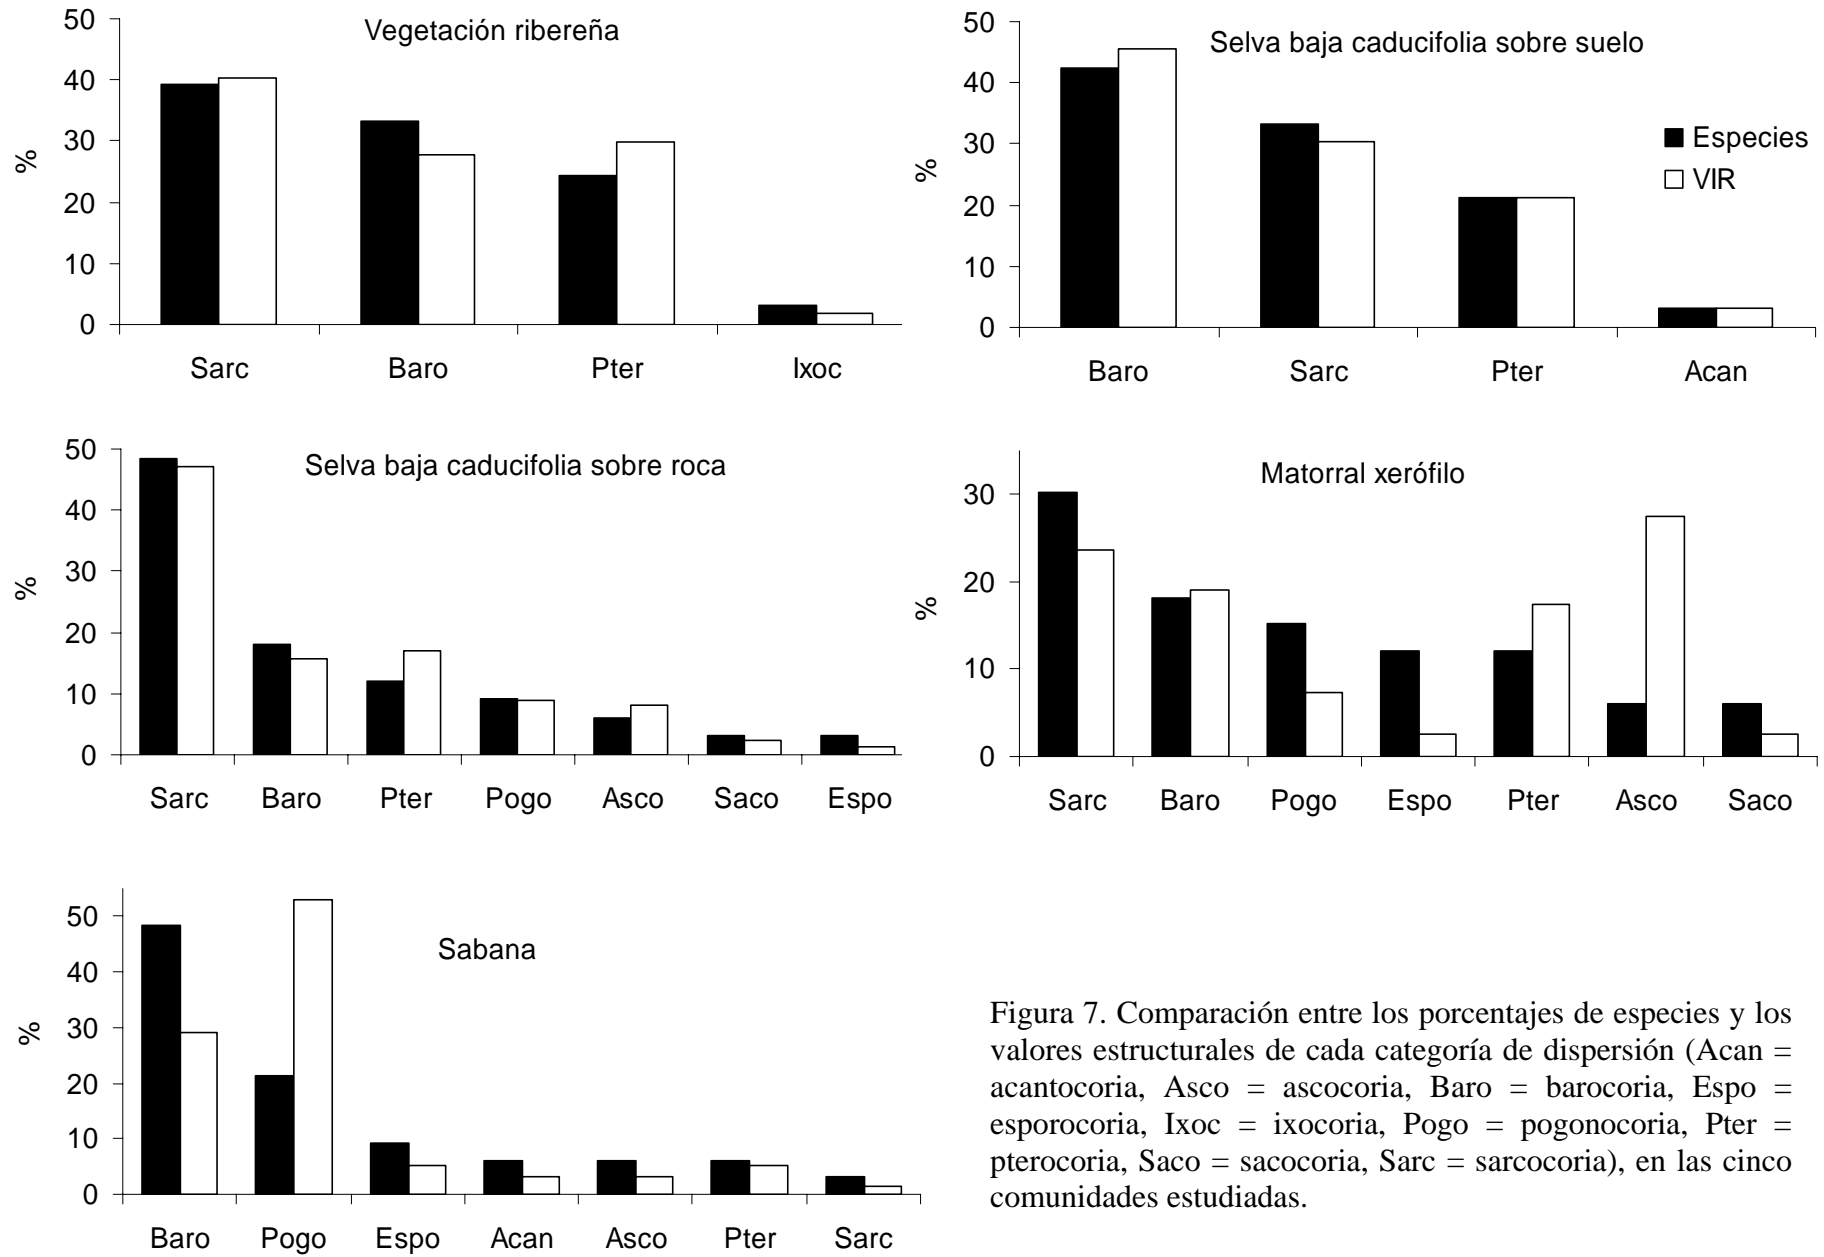 Vegetación ribereña
50
40
30
20
10
0
%
Sarc Baro Pter Ixoc
Selva baja caducifolia sobre suelo
50
40
30
20
10
0
%
Especies
VIR
Baro Sarc Pter Acan
Selva baja caducifolia sobre roca
50
40
30
20
10
0
%
Sarc Baro Pter Pogo Asco Saco Espo
Matorral xerófilo
30
20
10
0
%
Sarc Baro Pogo Espo Pter Asco Saco
Sabana
50
40
30
20
10
0
%
Baro Pogo Espo Acan Asco Pter Sarc
Figura 7. Comparación entre los porcentajes de especies y los
valores estructurales de cada categoría de dispersión (Acan =
acantocoria, Asco = ascocoria, Baro = barocoria, Espo =
esporocoria, Ixoc = ixocoria, Pogo = pogonocoria, Pter =
pterocoria, Saco = sacocoria, Sarc = sarcocoria), en las cinco
comunidades estudiadas.